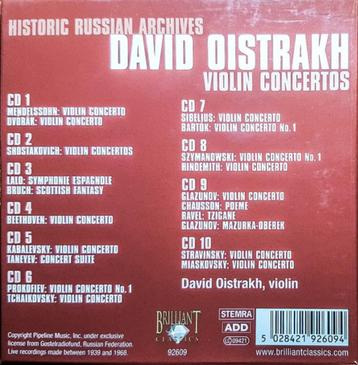 HISTORIC RUSSIAN ARCHIVES
DAVID OISTRAKH
VIOLIN CONCERTOS
CD 1
MENDELSSOHN: VIOLIN CONCERTO
DVORAK: VIOLIN CONCERTO
CD 2
SHOSTAKOVICH: VIOLIN CONCERTOS
CD 3
LALO: SYMPHONIE ESPAGNOLE
BRUCH: SCOTTISH FANTASY
CD 4
BEETHOVEN: VIOLIN CONCERTO
CD 5
KABALEVSKY: VIOLIN CONCERTO
TANEYEV: CONCERT SUITE
CD 6
PROKOFIEV: VIOLIN CONCERTO No. 1
TCHAIKOVSKY: VIOLIN CONCERTO
CD 7
SIBELIUS: VIOLIN CONCERTO
BARTOK: VIOLIN CONCERTO No. 1
CD 8
SZYMANOWSKI: VIOLIN CONCERTO No. 1
HINDEMITH: VIOLIN CONCERTO
CD 9
GLAZUNOV: VIOLIN CONCERTO
CHAUSSON: POEME
RAVEL: TZIGANE
GLAZUNOV: MAZURKA-OBEREK
CD 10
STRAVINSKY: VIOLIN CONCERTO
MIASKOVSKY: VIOLIN CONCERTO
David Oistrakh, violin
Copyright Pipeline Music, Inc. under exclusive
license from Gostelradiofund, Russian Federation.
Live recordings made between 1939 and 1968.
BRILLIANT
CLASSICS
92609
STEMRA
ADD
LC 09421
5 028421 926094
www.brilliantclassics.com